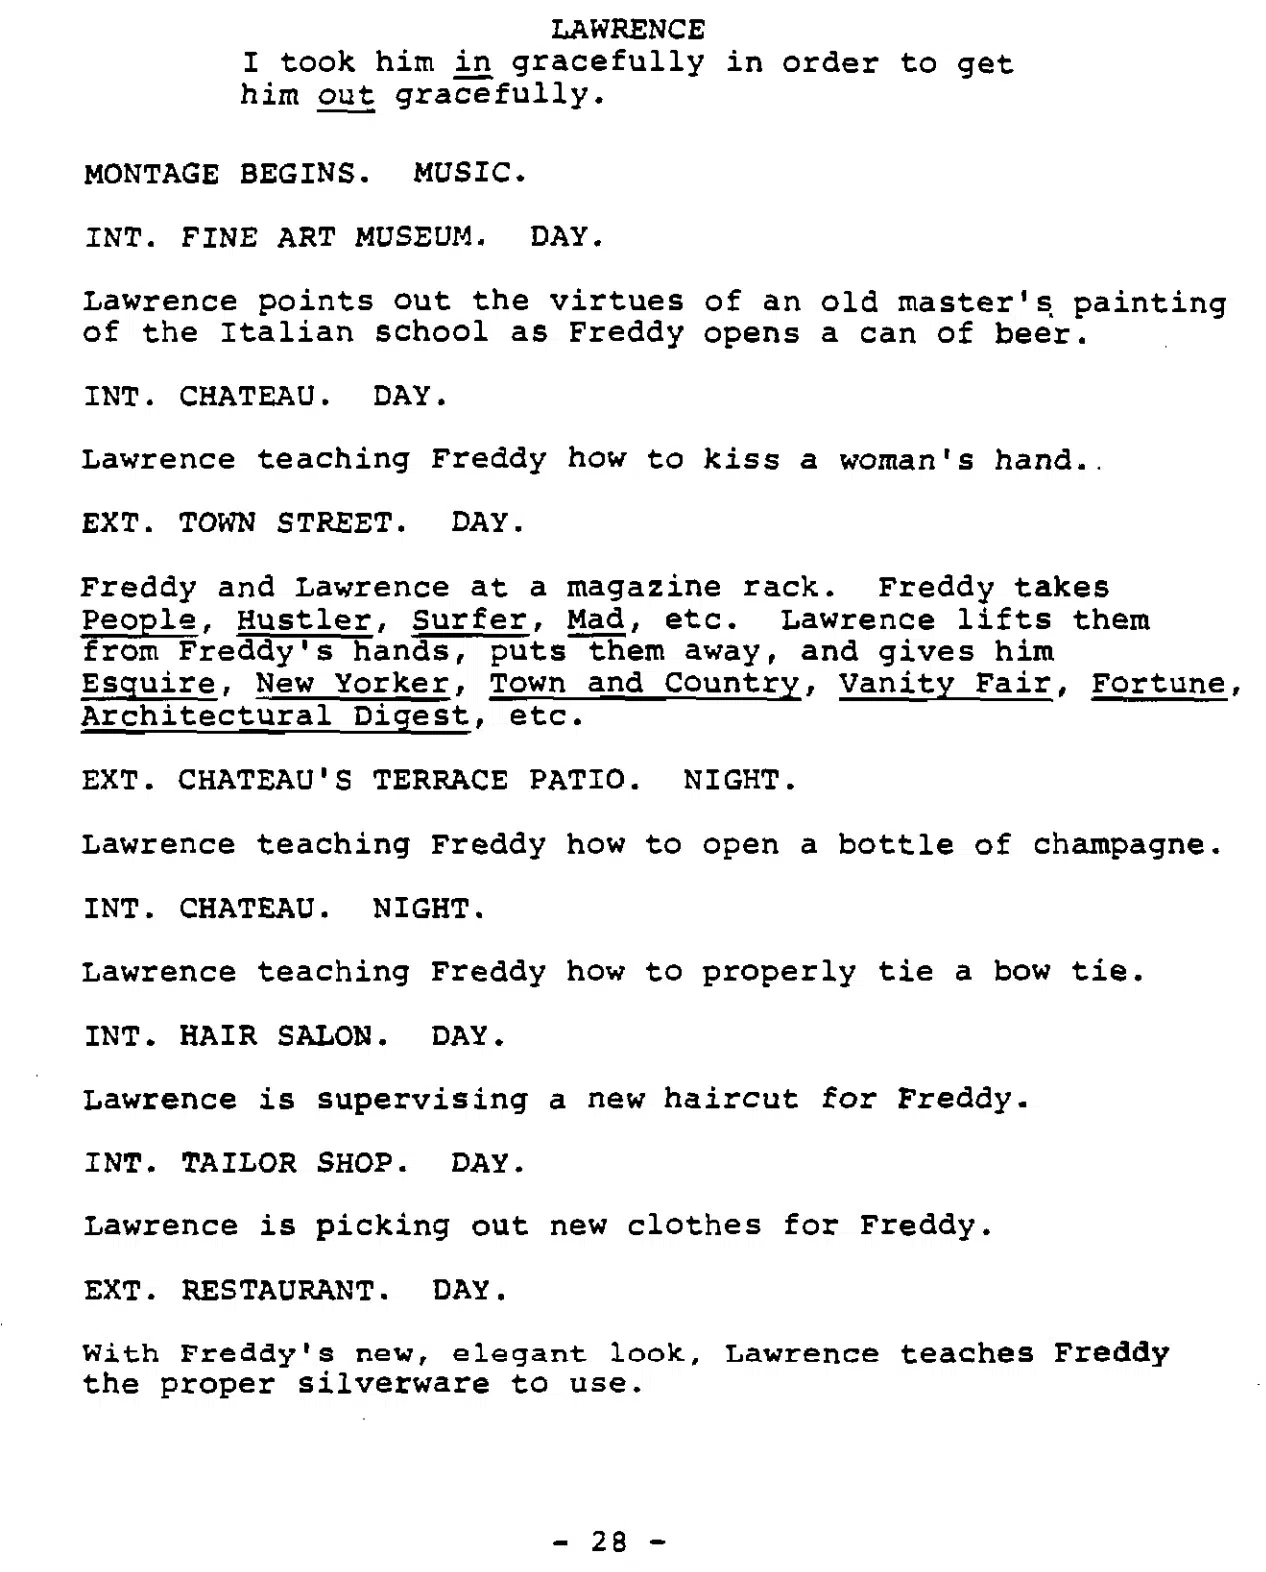 LAWRENCE
I took him in gracefully in order to get
him out gracefully.
MONTAGE BEGINS. MUSIC.
INT. FINE ART MUSEUM. DAY.
Lawrence points out the virtues of an old master's painting
of the Italian school as Freddy opens a can of beer.
INT. CHATEAU. DAY.
Lawrence teaching Freddy how to kiss a woman's hand.
EXT. TOWN STREET. DAY.
Freddy and Lawrence at a magazine rack. Freddy takes
People, Hustler, Surfer, Mad, etc. Lawrence lifts them
from Freddy's hands, puts them away, and gives him
Esquire, New Yorker, Town and Country, Vanity Fair, Fortune,
Architectural Digest, etc.
EXT. CHATEAU'S TERRACE PATIO. NIGHT.
Lawrence teaching Freddy how to open a bottle of champagne.
INT. CHATEAU. NIGHT.
Lawrence teaching Freddy how to properly tie a bow tie.
INT. HAIR SALON. DAY.
Lawrence is supervising a new haircut for Freddy.
INT. TAILOR SHOP. DAY.
Lawrence is picking out new clothes for Freddy.
EXT. RESTAURANT. DAY.
With Freddy's new, elegant look, Lawrence teaches Freddy
the proper silverware to use.
- 28 -